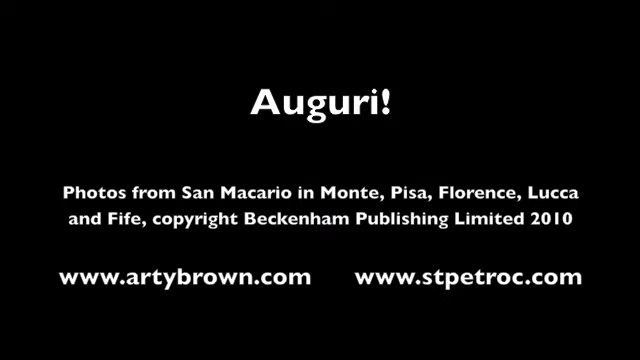 Auguri!
Photos from San Macario in Monte, Pisa, Florence, Lucca
and Fife, copyright Beckenham Publishing Limited 2010
www.artybrown.com www.stpetroc.com